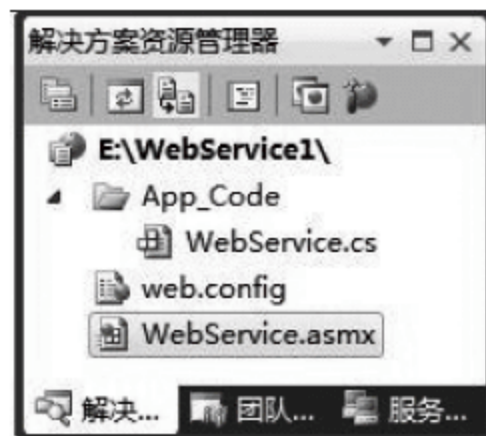 解决方案资源管理器
E:\WebService1\
App_Code
WebService.cs
web.config
WebService.asmx
解决... 团队... 服务...